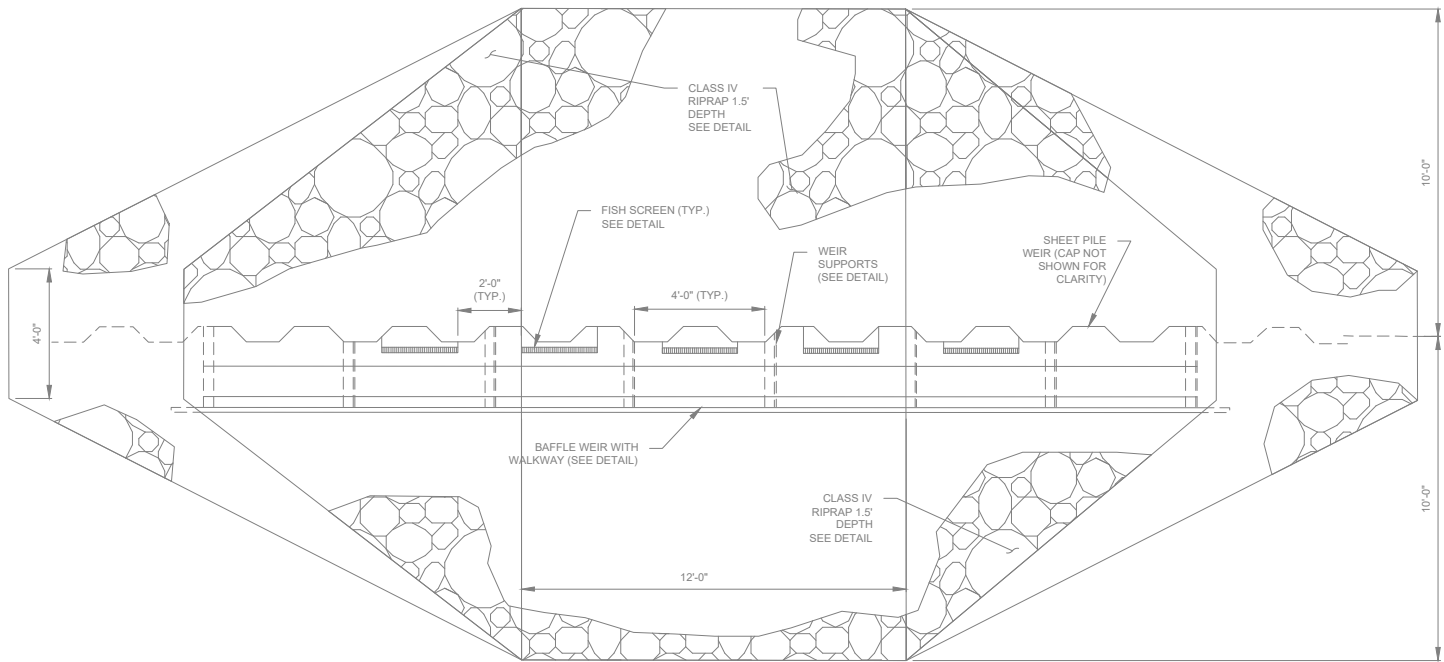 CLASS IV
RIPRAP 1.5'
DEPTH
SEE DETAIL
10'-0"
FISH SCREEN (TYP.)
SEE DETAIL
WEIR
SUPPORTS
(SEE DETAIL)
SHEET PILE
WEIR (CAP NOT
SHOWN FOR
CLARITY)
2'-0"
(TYP.)
4'-0" (TYP.)
4'-0"
BAFFLE WEIR WITH
WALKWAY (SEE DETAIL)
CLASS IV
RIPRAP 1.5'
DEPTH
SEE DETAIL
10'-0"
12'-0"